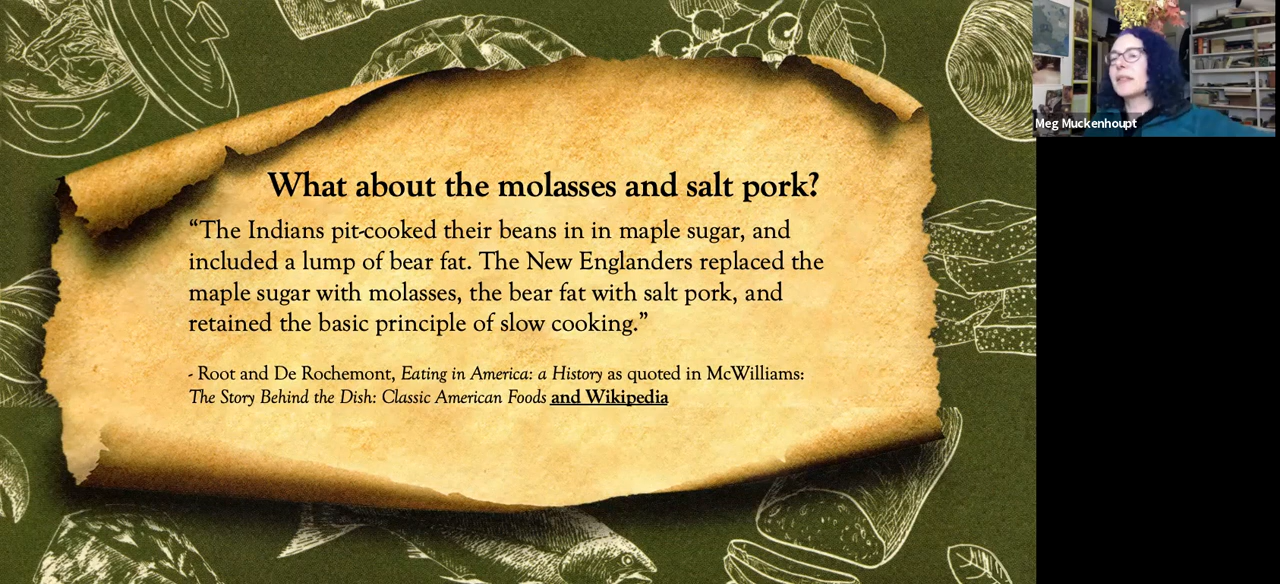 What about the molasses and salt pork?
“The Indians pit-cooked their beans in in maple sugar, and
included a lump of bear fat. The New Englanders replaced the
maple sugar with molasses, the bear fat with salt pork, and
retained the basic principle of slow cooking.”
- Root and De Rochemont, Eating in America: a History as quoted in McWilliams:
The Story Behind the Dish: Classic American Foods and Wikipedia
Meg Muckenhoupt